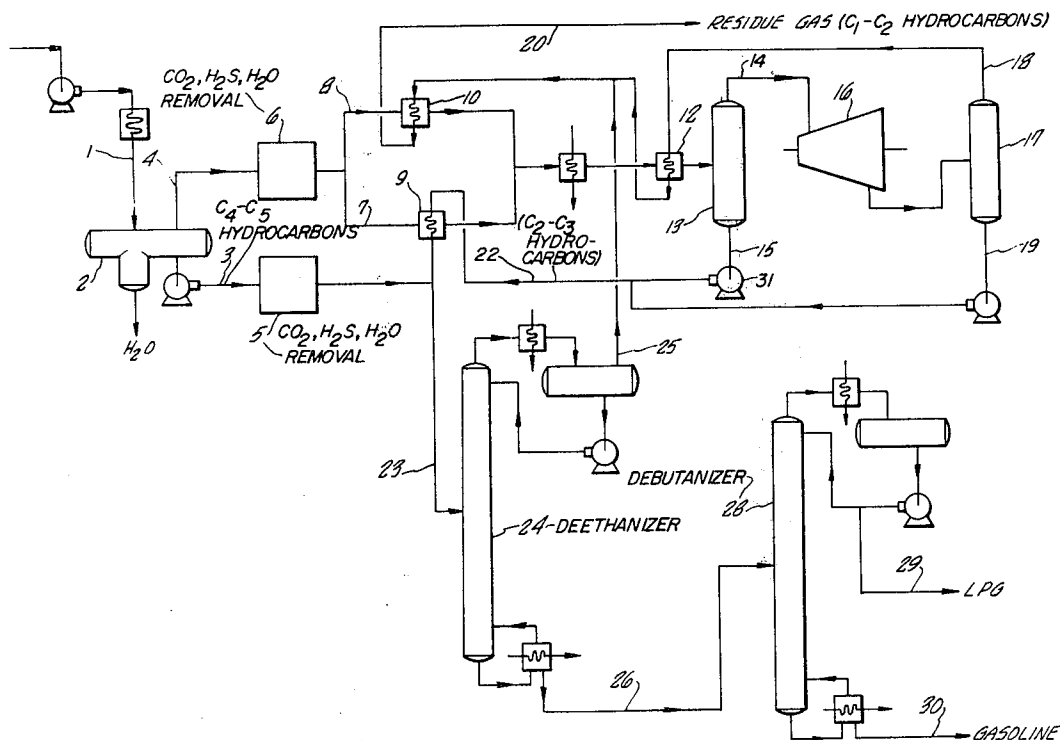 RESIDUE GAS (C1-C2 HYDROCARBONS)
20
CO2, H2S, H2O
REMOVAL
6
8
10
14
16
18
12
1
4
17
9
C4-C5
HYDROCARBONS
7
(C2-C3
HYDRO-
CARBONS)
13
15
19
2
3
22
31
5
CO2, H2S, H2O
REMOVAL
H2O
25
23
DEBUTANIZER
28
24-DEETHANIZER
29
LPG
26
30
GASOLINE